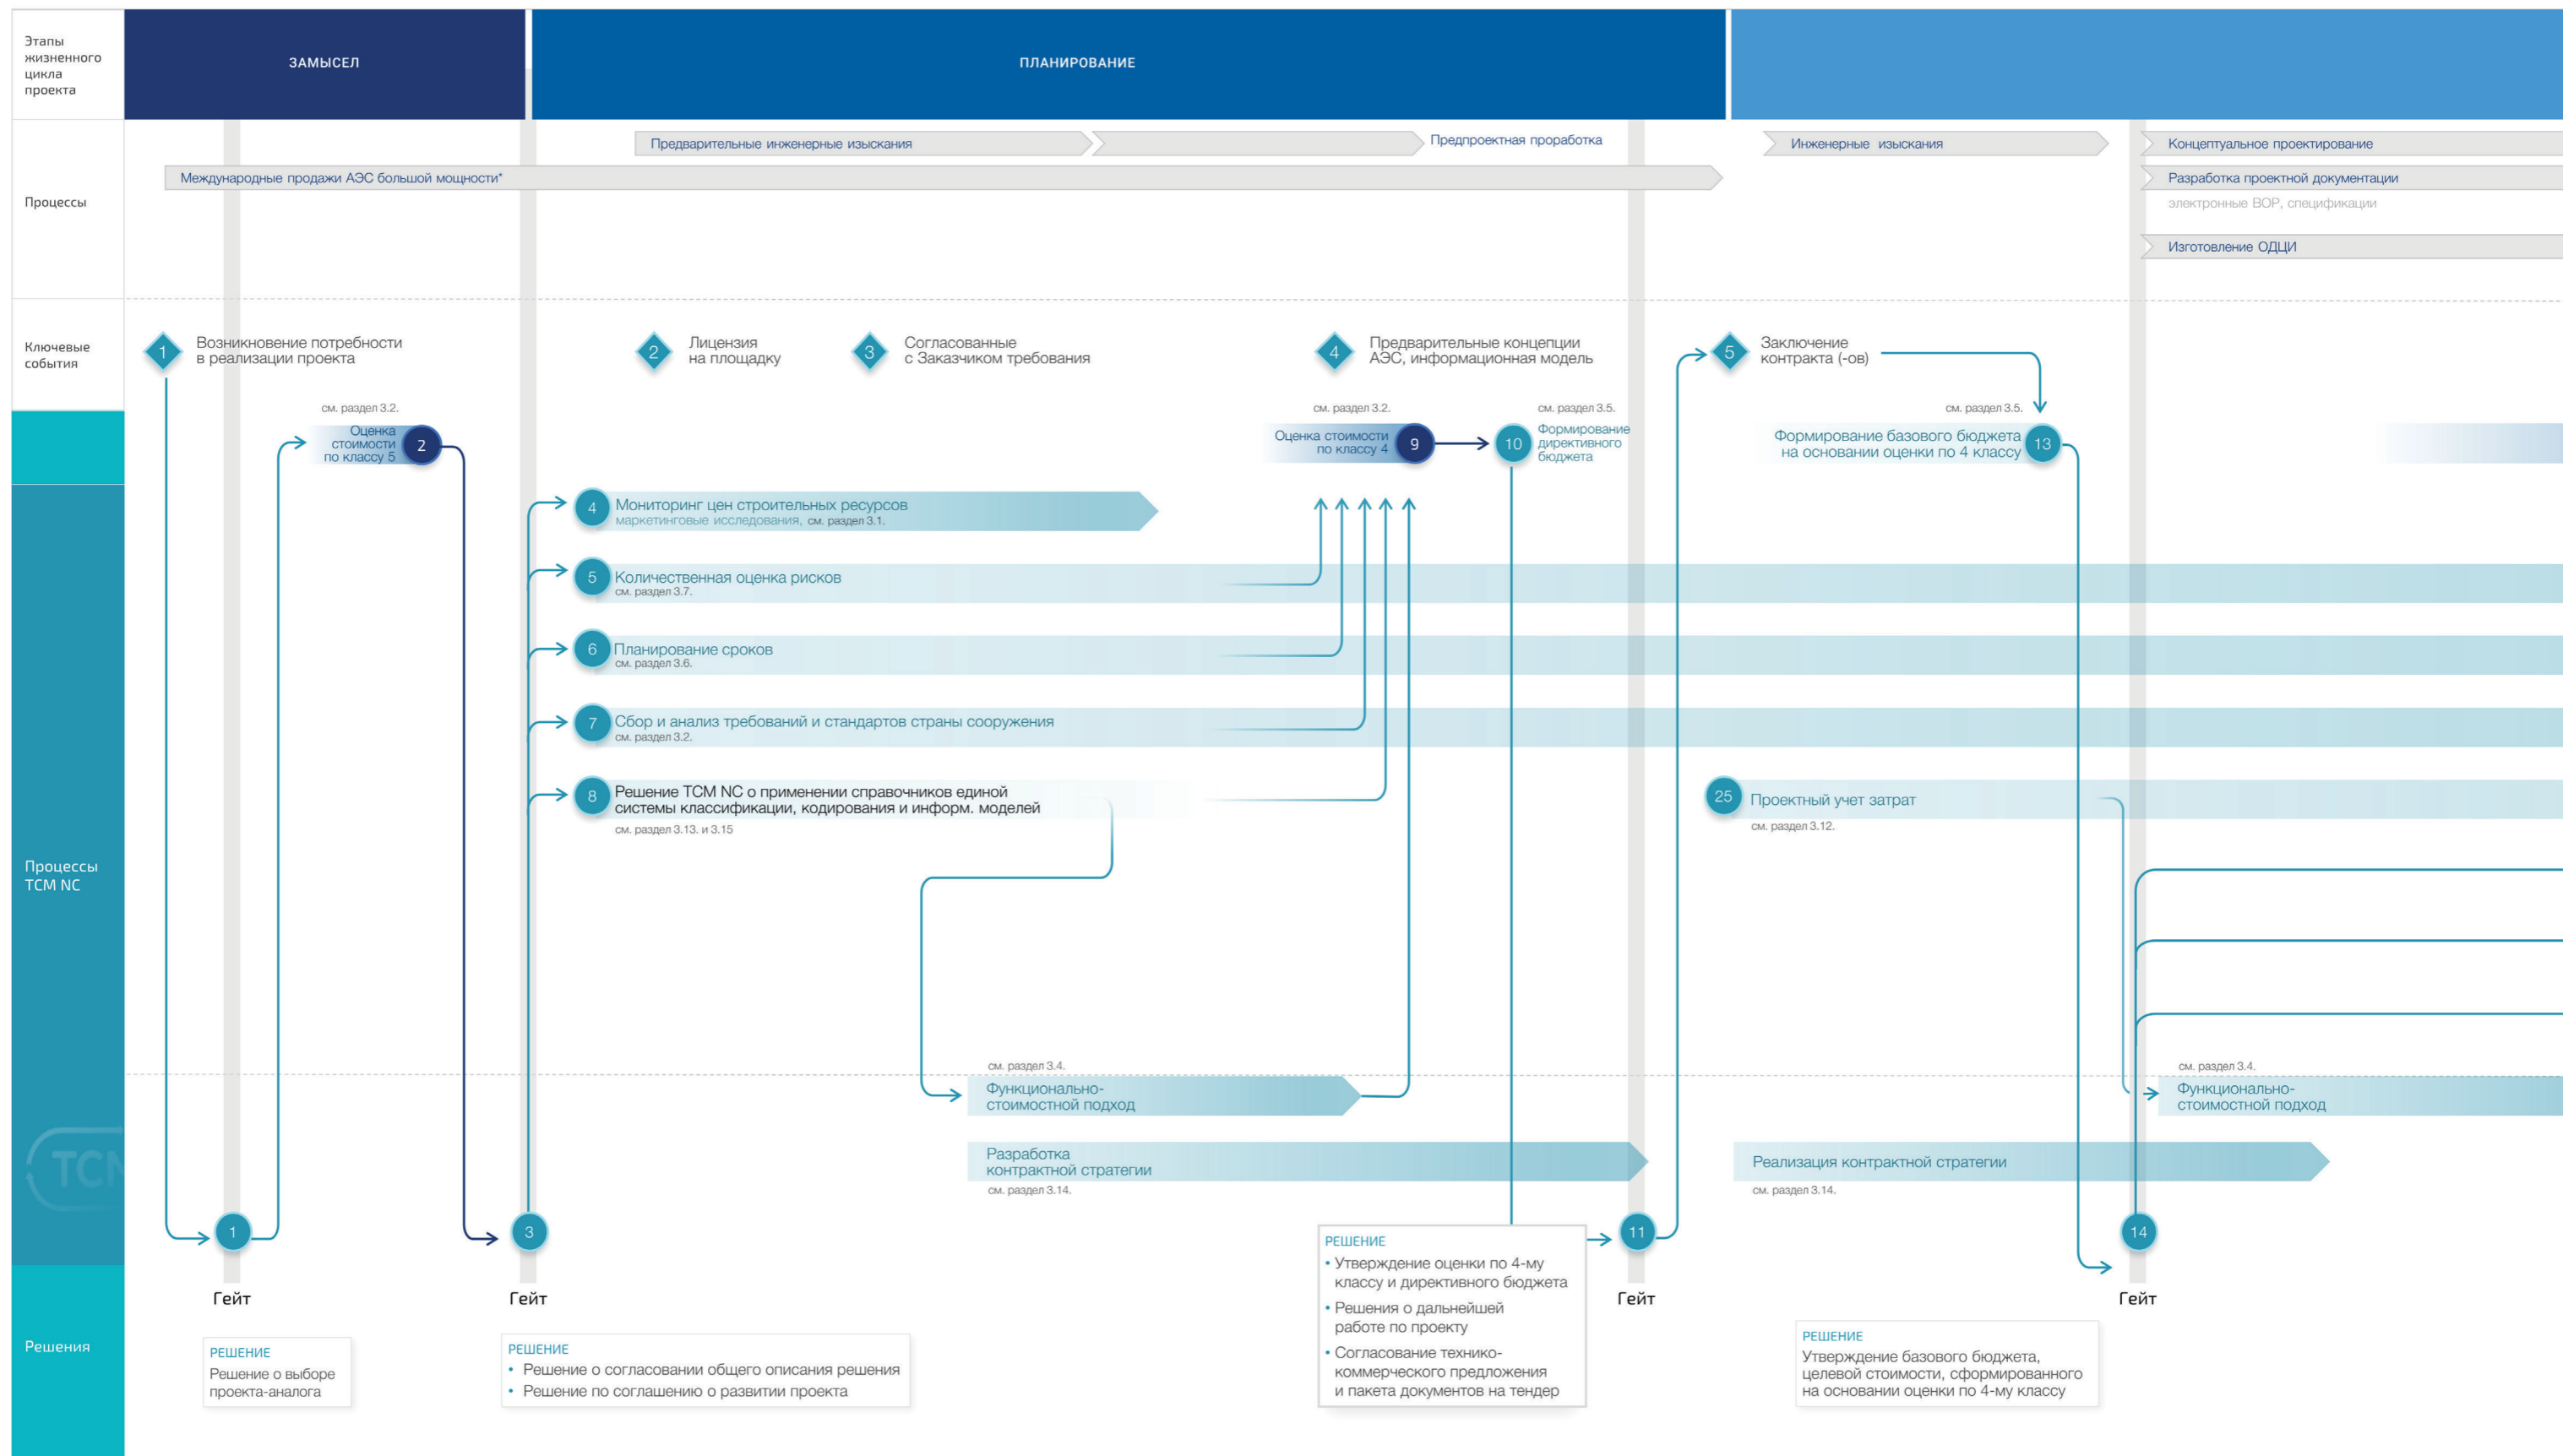 Этапы
жизненного
цикла
проекта
ЗАМЫСЕЛ
ПЛАНИРОВАНИЕ
Процессы
Предварительные инженерные изыскания
Предпроектная проработка
Инженерные изыскания
Концептуальное проектирование
Международные продажи АЭС большой мощности*
Разработка проектной документации
электронные ВОР, спецификации
Изготовление ОДЦИ
Ключевые
события
1
Возникновение потребности
в реализации проекта
2
Лицензия
на площадку
3
Согласованные
с Заказчиком требования
4
Предварительные концепции
АЭС, информационная модель
5
Заключение
контракта (-ов)
см. раздел 3.2.
Оценка
стоимости
по классу 5
2
см. раздел 3.2.
Оценка стоимости
по классу 4
9
см. раздел 3.5.
10
Формирование
директивного
бюджета
см. раздел 3.5.
Формирование базового бюджета
на основании оценки по 4 классу
13
Процессы
TCM NC
4
Мониторинг цен строительных ресурсов
маркетинговые исследования, см. раздел 3.1.
5
Количественная оценка рисков
см. раздел 3.7.
6
Планирование сроков
см. раздел 3.6.
7
Сбор и анализ требований и стандартов страны сооружения
см. раздел 3.2.
8
Решение TCM NC о применении справочников единой
системы классификации, кодирования и информ. моделей
см. раздел 3.13. и 3.15
25
Проектный учет затрат
см. раздел 3.12.
см. раздел 3.4.
Функционально-
стоимостной подход
см. раздел 3.4.
Функционально-
стоимостной подход
Разработка
контрактной стратегии
см. раздел 3.14.
Реализация контрактной стратегии
см. раздел 3.14.
1
3
11
14
Гейт
Гейт
Гейт
Гейт
Решения
РЕШЕНИЕ
Решение о выборе
проекта-аналога
РЕШЕНИЕ
• Решение о согласовании общего описания решения
• Решение по соглашению о развитии проекта
РЕШЕНИЕ
• Утверждение оценки по 4-му
классу и директивного бюджета
• Решения о дальнейшей
работе по проекту
• Согласование технико-
коммерческого предложения
и пакета документов на тендер
РЕШЕНИЕ
Утверждение базового бюджета,
целевой стоимости, сформированного
на основании оценки по 4-му классу